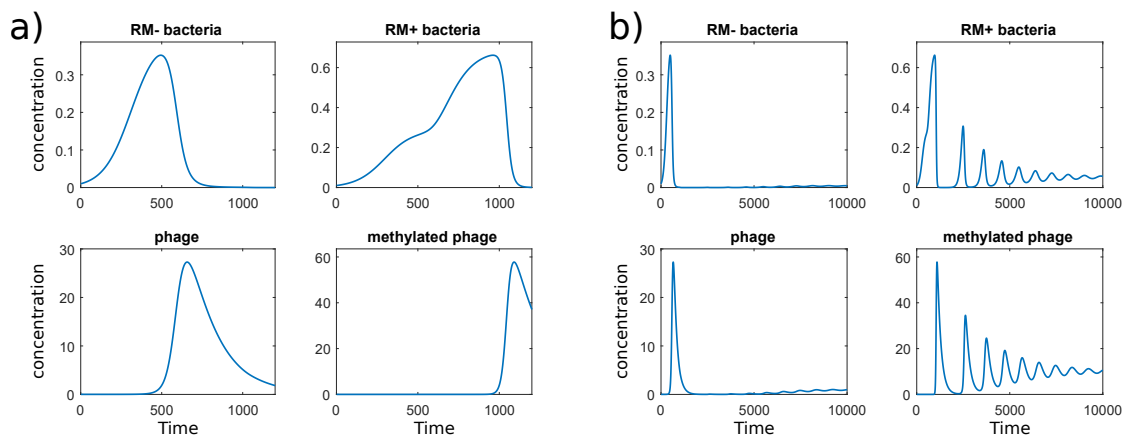 a)
RM- bacteria
concentration
0.3
0.2
0.1
0
0 500 1000
RM+ bacteria
0.6
0.4
0.2
0
0 500 1000
phage
concentration
30
20
10
0
0 500 1000
Time
methylated phage
60
40
20
0
0 500 1000
Time
b)
RM- bacteria
concentration
0.3
0.2
0.1
0
0 5000 10000
RM+ bacteria
0.6
0.4
0.2
0
0 5000 10000
phage
concentration
30
20
10
0
0 5000 10000
Time
methylated phage
60
40
20
0
0 5000 10000
Time